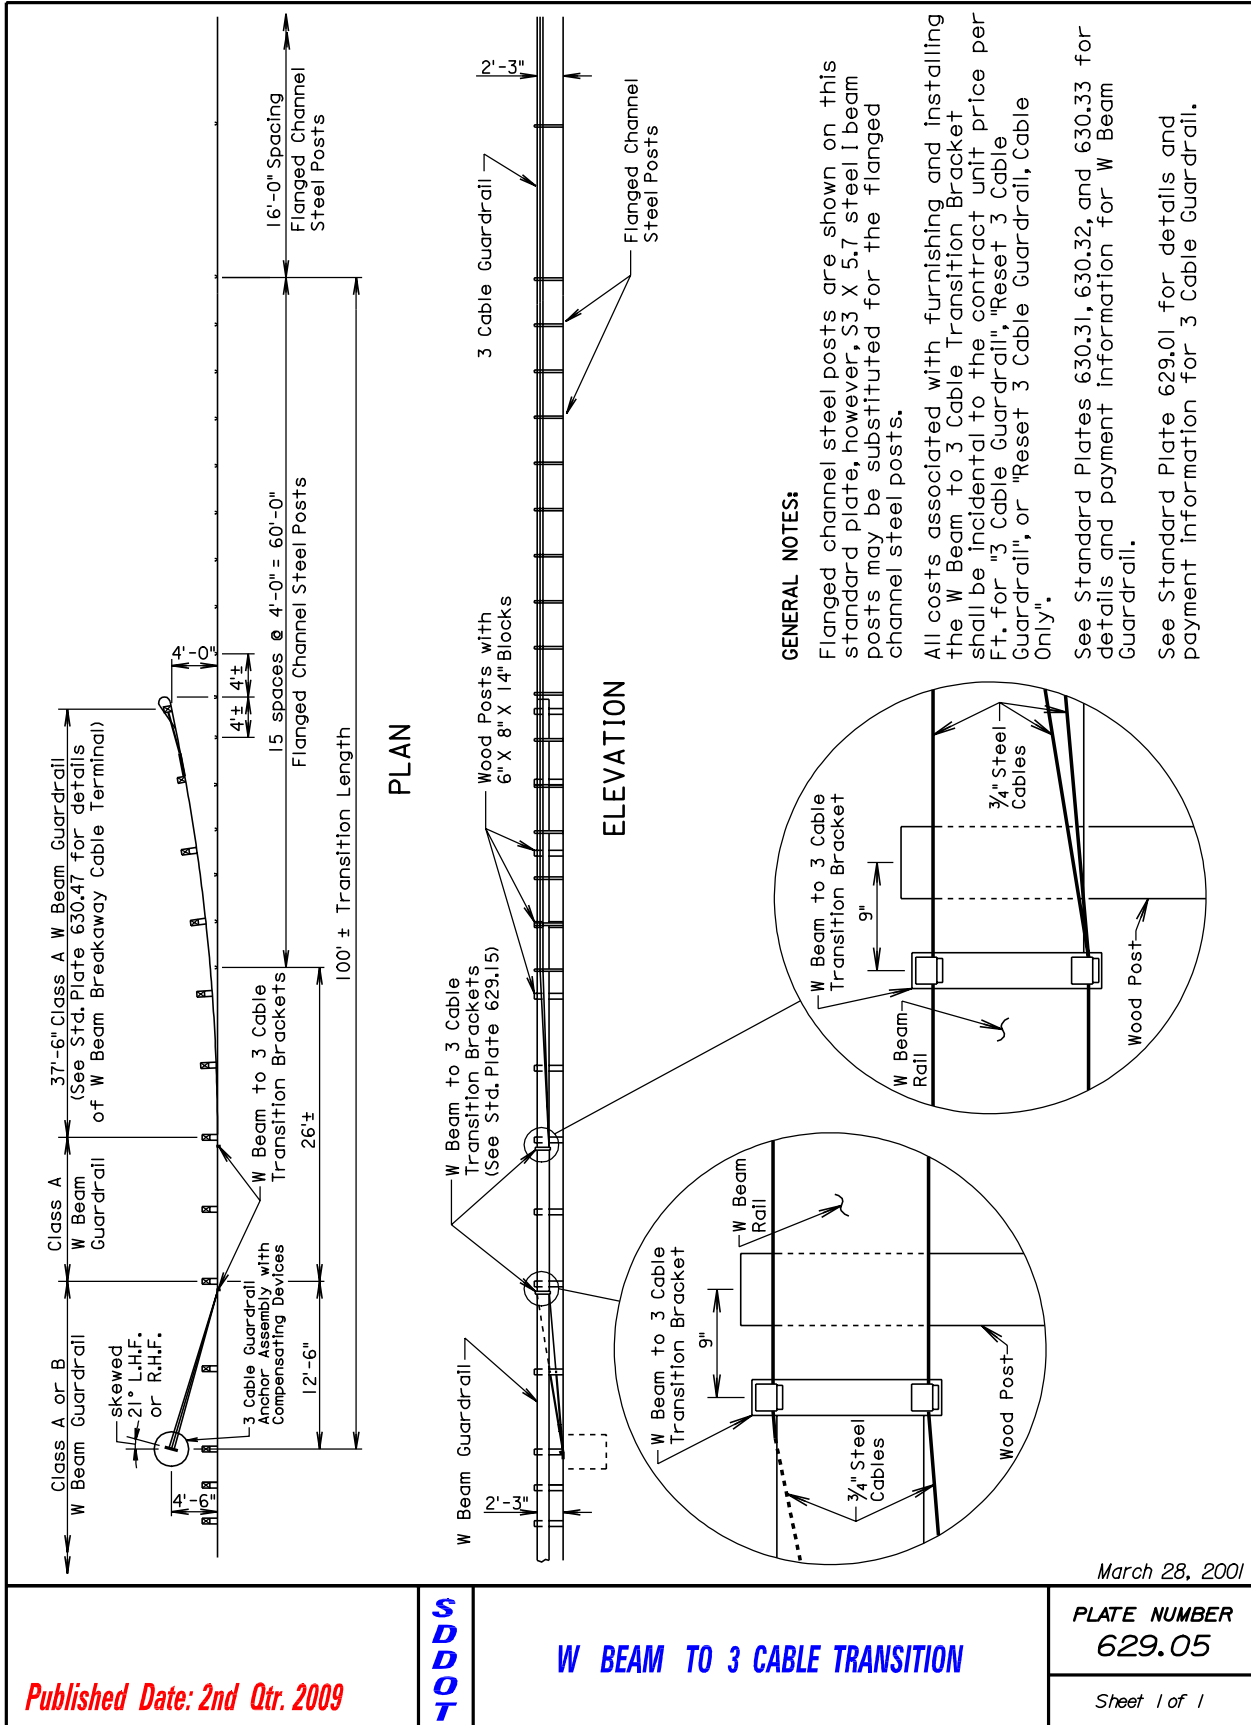 Class A or B
W Beam Guardrail
Class A
W Beam
Guardrail
37'-6" Class A W Beam Guardrail
(See Std. Plate 630.47 for details
of W Beam Breakaway Cable Terminal)
skewed
21° L.H.F.
or R.H.F.
4'-6"
3 Cable Guardrail
Anchor Assembly with
Compensating Devices
W Beam to 3 Cable
Transition Brackets
12'-6"
26'±
4'-0"
4'±
4'±
15 spaces @ 4'-0" = 60'-0"
Flanged Channel Steel Posts
16'-0" Spacing
Flanged Channel
Steel Posts
100' ± Transition Length
PLAN
W Beam Guardrail
2'-3"
W Beam to 3 Cable
Transition Brackets
(See Std. Plate 629.15)
Wood Posts with
6" X 8" X 14" Blocks
3 Cable Guardrail
2'-3"
Flanged Channel
Steel Posts
ELEVATION
W Beam to 3 Cable
Transition Bracket
9"
W Beam
Rail
3/4" Steel
Cables
Wood Post
W Beam to 3 Cable
Transition Bracket
9"
W Beam
Rail
3/4" Steel
Cables
Wood Post
GENERAL NOTES:
Flanged channel steel posts are shown on this
standard plate, however, S3 X 5.7 steel I beam
posts may be substituted for the flanged
channel steel posts.
All costs associated with furnishing and installing
the W Beam to 3 Cable Transition Bracket
shall be incidental to the contract unit price per
Ft. for "3 Cable Guardrail", "Reset 3 Cable
Guardrail", or "Reset 3 Cable Guardrail, Cable
Only".
See Standard Plates 630.31, 630.32, and 630.33 for
details and payment information for W Beam
Guardrail.
See Standard Plate 629.01 for details and
payment information for 3 Cable Guardrail.
March 28, 2001
Published Date: 2nd Qtr. 2009
SDDOT
W BEAM TO 3 CABLE TRANSITION
PLATE NUMBER
629.05
Sheet 1 of 1